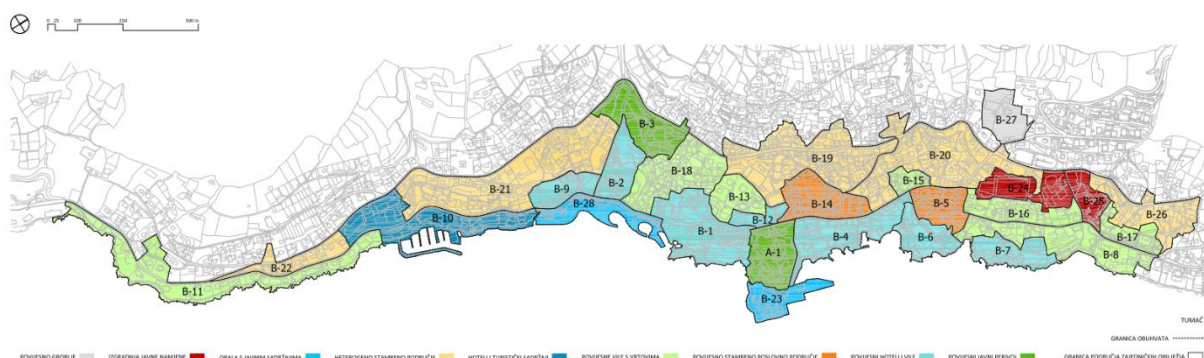 0 25 100 250 500 m
B-27
B-3
B-19
B-20
B-18
B-15
B-24
B-21
B-9
B-2
B-13
B-14
B-5
B-25
B-26
B-28
B-12
B-16
B-10
B-1
B-4
B-6
B-17
A-1
B-7
B-8
B-22
B-11
B-23
TUMAČ
GRANICA OBUHVATA
POVIJESNO GROBLJE IZGRADNJA JAVNE NAMJENE OBALA S JAVNIM SADRŽAJIMA HETEROGENO STAMBENO PODRUČJE HOTELI I TURISTIČKI SADRŽAJI POVIJESNE VILE S VRTOVIMA POVIJESNO STAMBENO POSLOVNO PODRUČJE POVIJESNI HOTELI I VILE POVIJESNI JAVNI PERIVOJ GRANICA PODRUČJA ZAJEDNIČKIH OBILJEŽJA